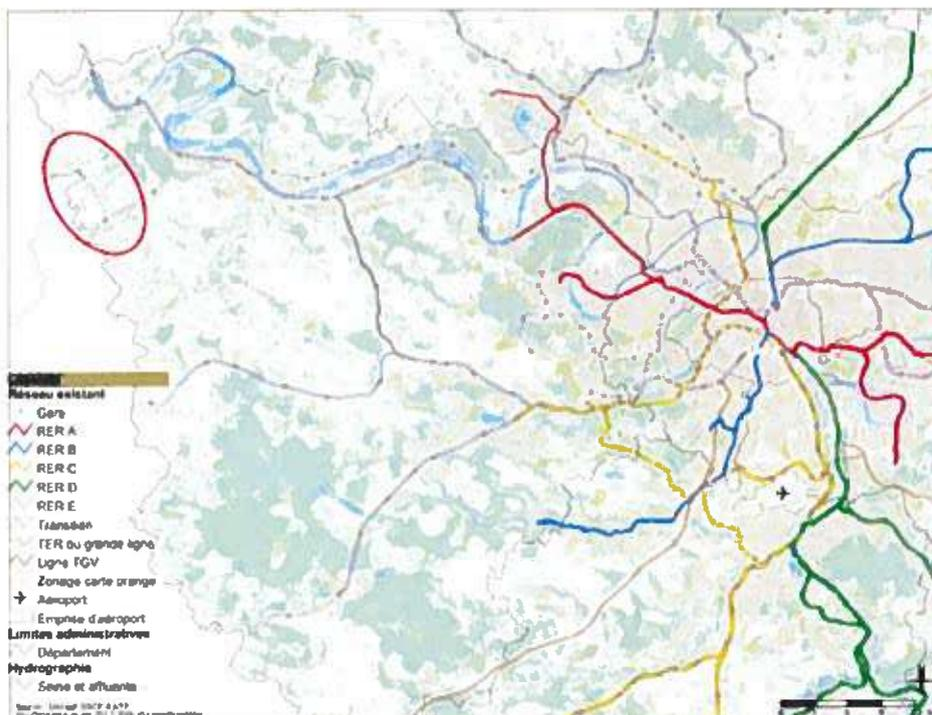 Réseau existant
Gare
RER A
RER B
RER C
RER D
RER E
Transilien
TER ou grande ligne
Ligne TGV
Zonage carte orange
Aéroport
Emprise d'aéroport
Limites administratives
Département
Hydrographie
Seine et affluents